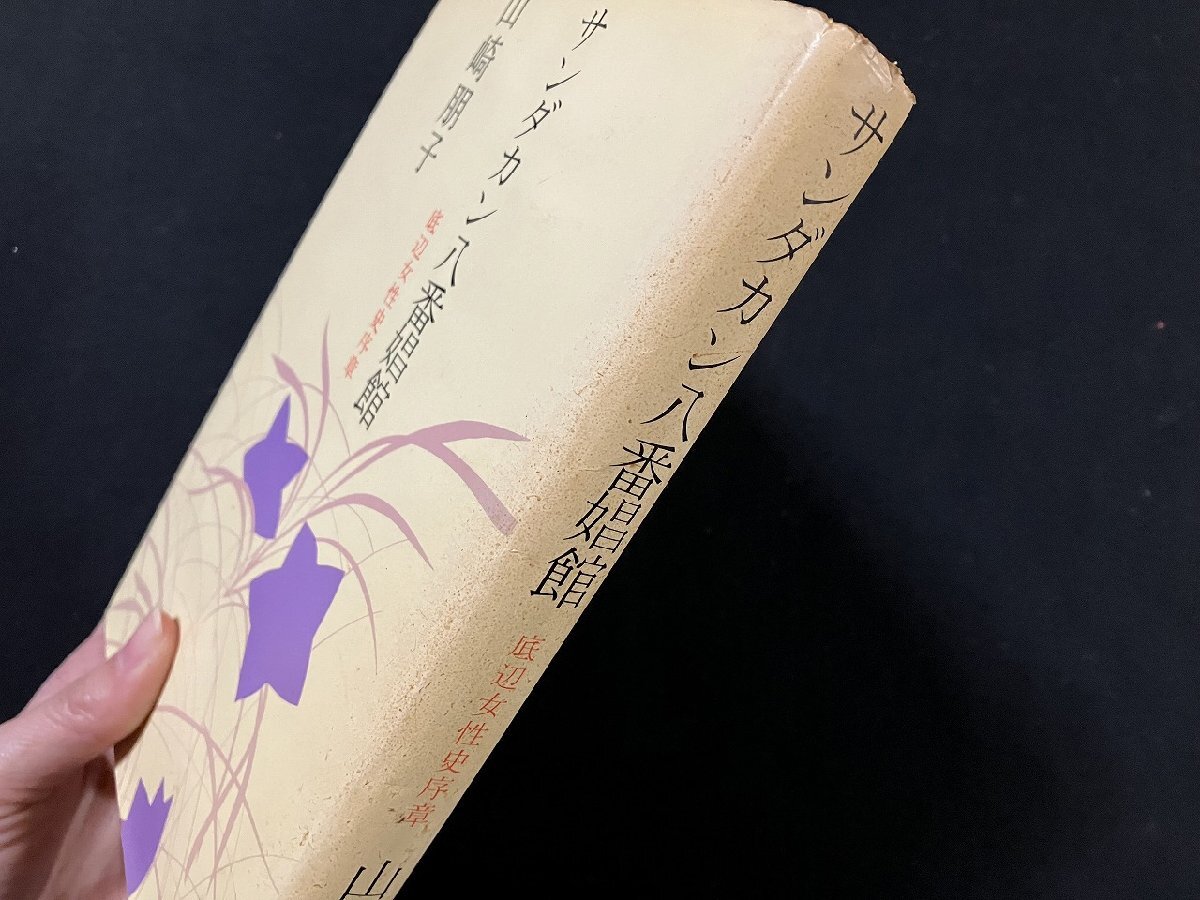 サンダカン八番娼館
底辺女性史序章
山崎朋子
サンダカン八番娼館
底辺女性史序章
山